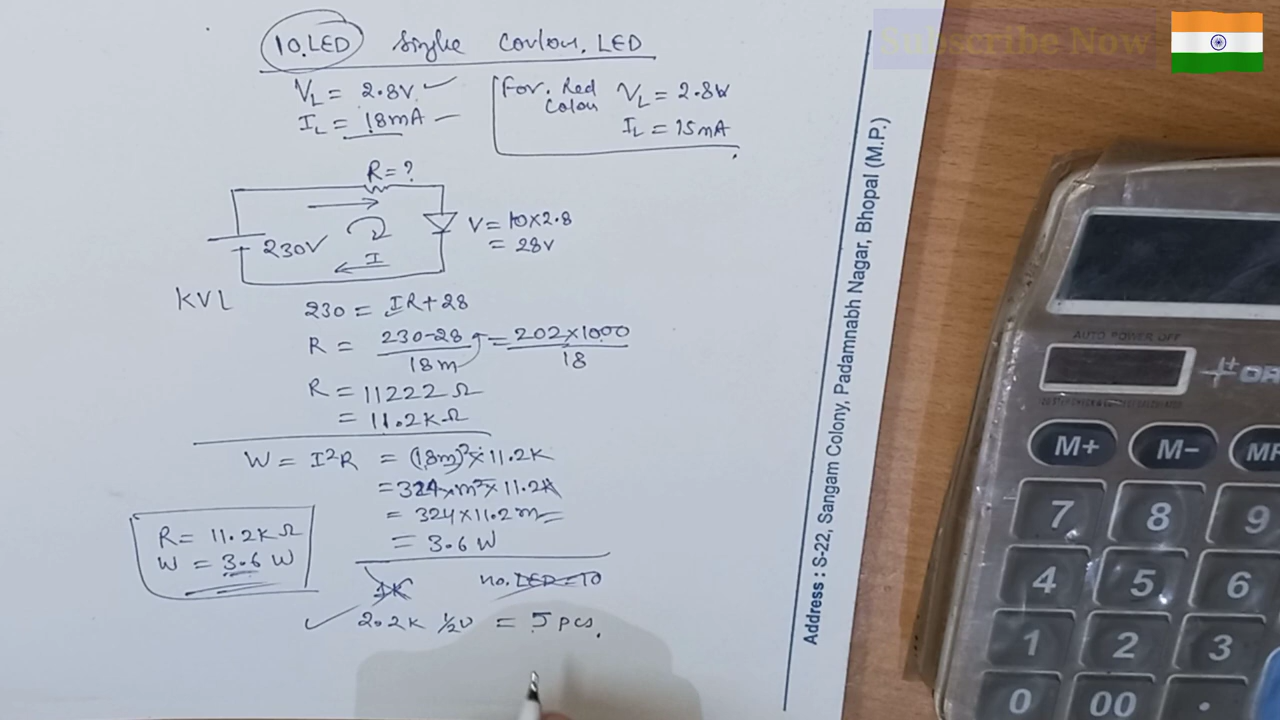 10.LED Single Colour. LED
VL = 2.8V
IL = 18mA
For. Red Colou VL = 2.8V
IL = 15mA
R = ?
230V
I
V = 10×2.8
= 28V
KVL
230 = IR+28
R = 230-28 / 18m = 202×1000 / 18
R = 11222 Ω
= 11.2KΩ
W = I²R = (18m)²×11.2K
= 324×m²×11.2K
= 324×11.2m
= 3.6 W
R = 11.2KΩ
W = 3.6 W
1K no. LED = 10
2.2K ½W = 5 pcs.
Subscribe Now
Address : S-22, Sangam Colony, Padamnabh Nagar, Bhopal (M.P.)
AUTO POWER OFF
OR
M+ M- MR
7 8 9
4 5 6
1 2 3
0 00 .